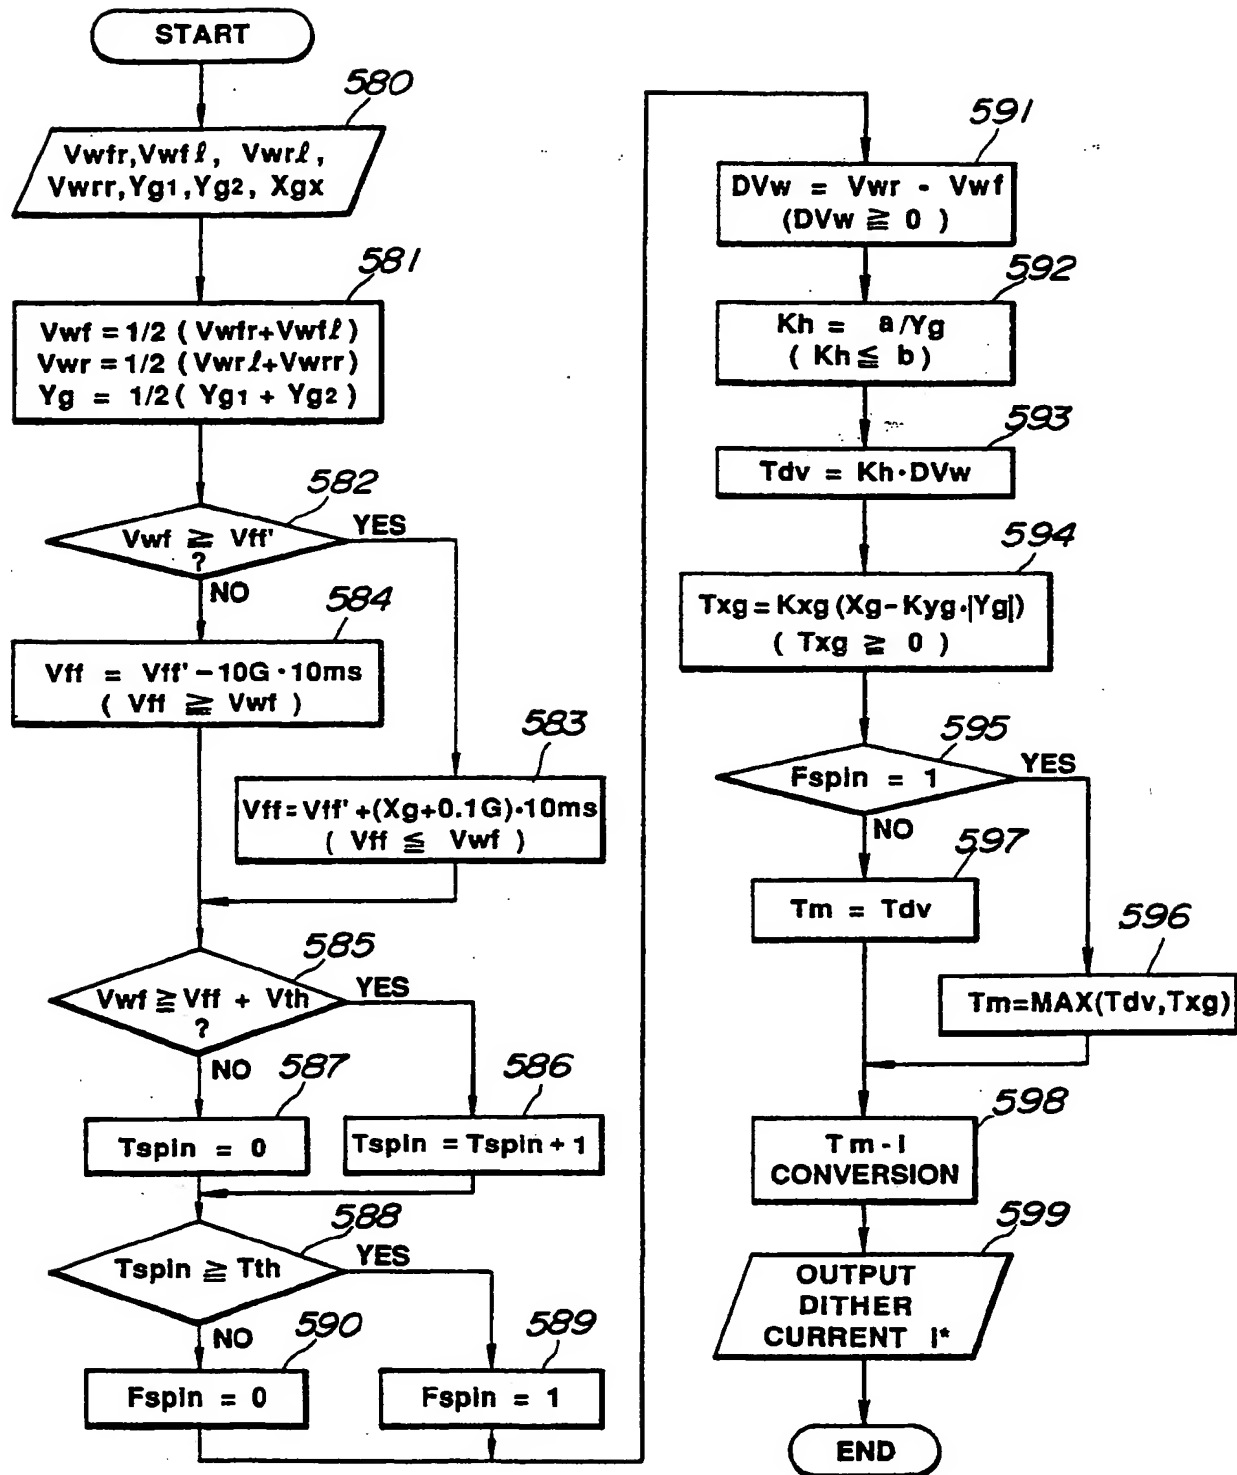 START
580
Vwfr,Vwfℓ, Vwrℓ,
Vwrr,Yg1,Yg2, Xgx
581
Vwf = 1/2 ( Vwfr+Vwfℓ)
Vwr = 1/2 (Vwrℓ+Vwrr)
Yg = 1/2( Yg1 + Yg2 )
582
Vwf ≧ Vff'
?
YES
NO
584
Vff = Vff' - 10G · 10ms
( Vff ≧ Vwf )
583
Vff = Vff' + (Xg+0.1G)·10ms
( Vff ≦ Vwf )
585
Vwf ≧ Vff + Vth
?
YES
NO
587
Tspin = 0
586
Tspin = Tspin + 1
588
Tspin ≧ Tth
YES
NO
590
Fspin = 0
589
Fspin = 1
591
DVw = Vwr - Vwf
(DVw ≧ 0 )
592
Kh = a/Yg
( Kh ≦ b )
593
Tdv = Kh·DVw
594
Txg = Kxg (Xg-Kyg·|Yg|)
( Txg ≧ 0 )
595
Fspin = 1
YES
NO
597
Tm = Tdv
596
Tm=MAX(Tdv,Txg)
598
Tm - I
CONVERSION
599
OUTPUT
DITHER
CURRENT I*
END